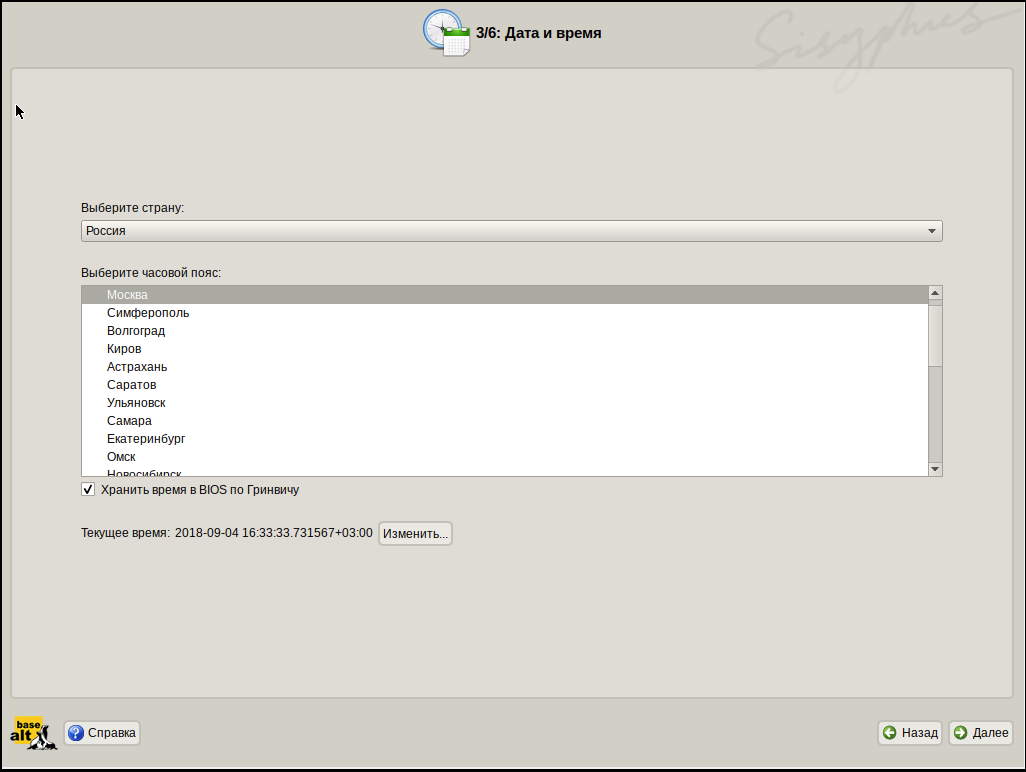 Sisyphus
3/6: Дата и время
Выберите страну:
Россия
Выберите часовой пояс:
Москва
Симферополь
Волгоград
Киров
Астрахань
Саратов
Ульяновск
Самара
Екатеринбург
Омск
Новосибирск
Хранить время в BIOS по Гринвичу
Текущее время: 2018-09-04 16:33:33.731567+03:00 Изменить...
base
alt
Справка
Назад
Далее